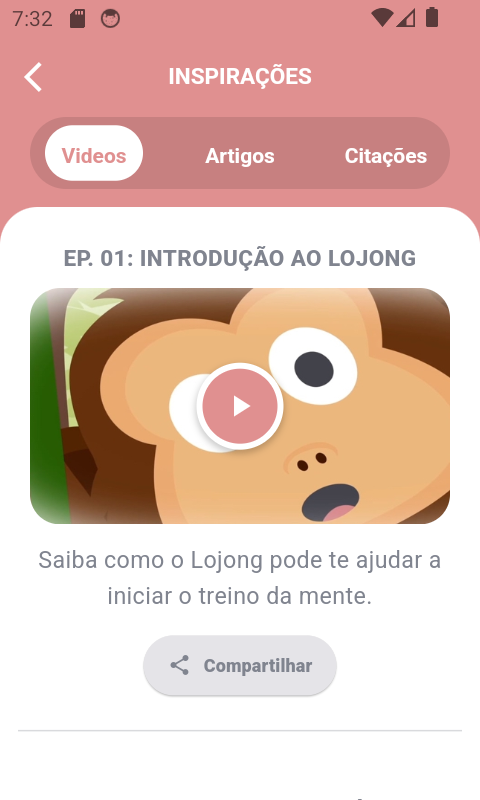 7:32
INSPIRAÇÕES
Videos
Artigos
Citações
EP. 01: INTRODUÇÃO AO LOJONG
Saiba como o Lojong pode te ajudar a
iniciar o treino da mente.
Compartilhar